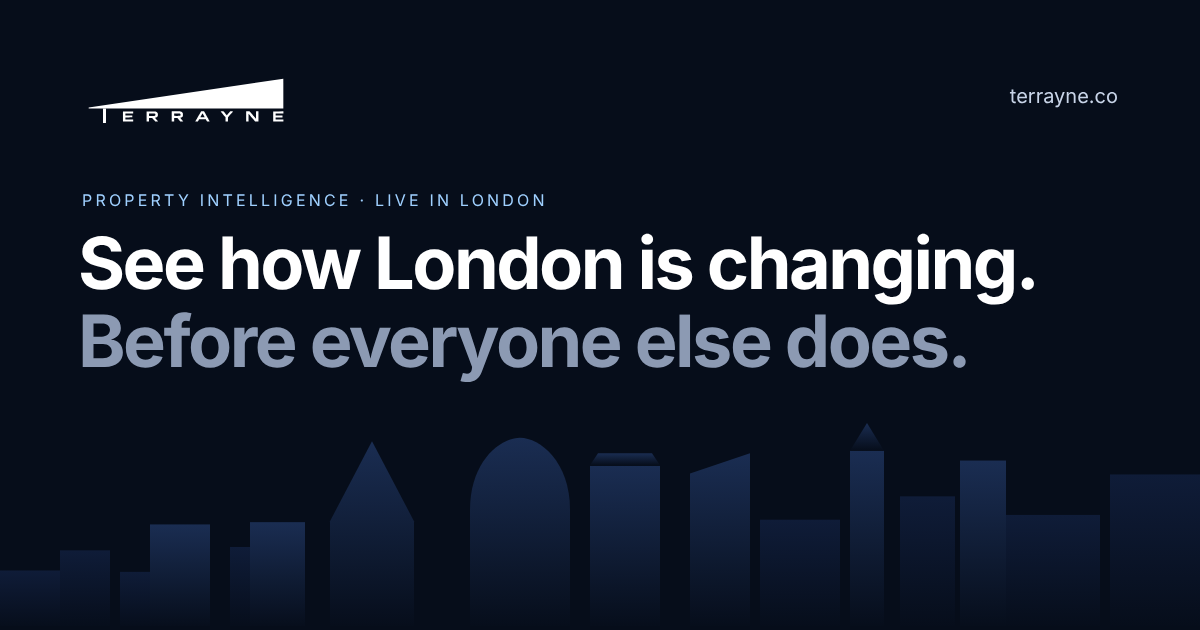 TERRAYNE
terrayne.co
PROPERTY INTELLIGENCE · LIVE IN LONDON
See how London is changing.
Before everyone else does.